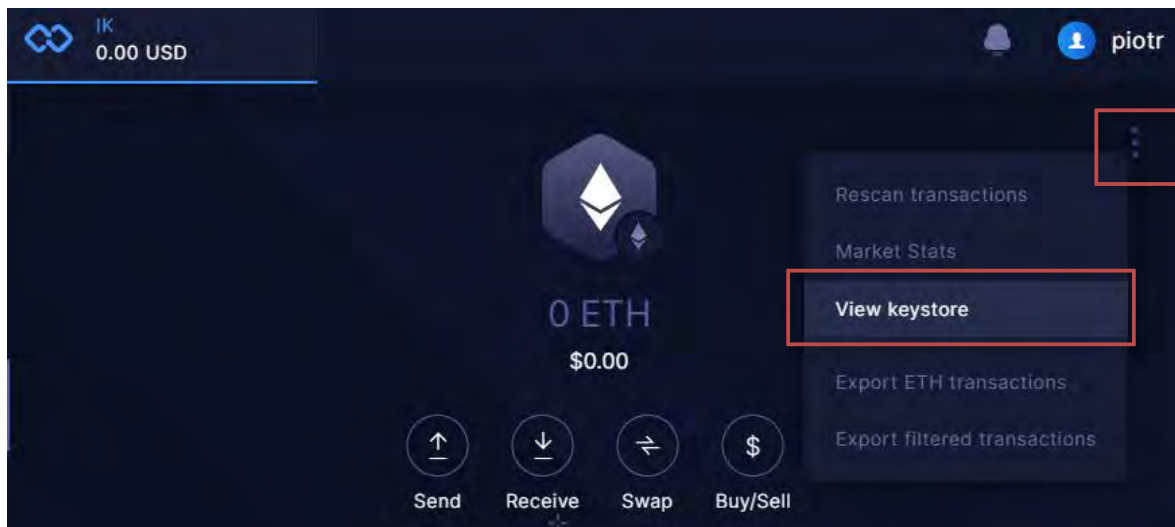 IK
0.00 USD
piotr
Rescan transactions
Market Stats
View keystore
Export ETH transactions
Export filtered transactions
0 ETH
$0.00
$
Send Receive Swap Buy/Sell